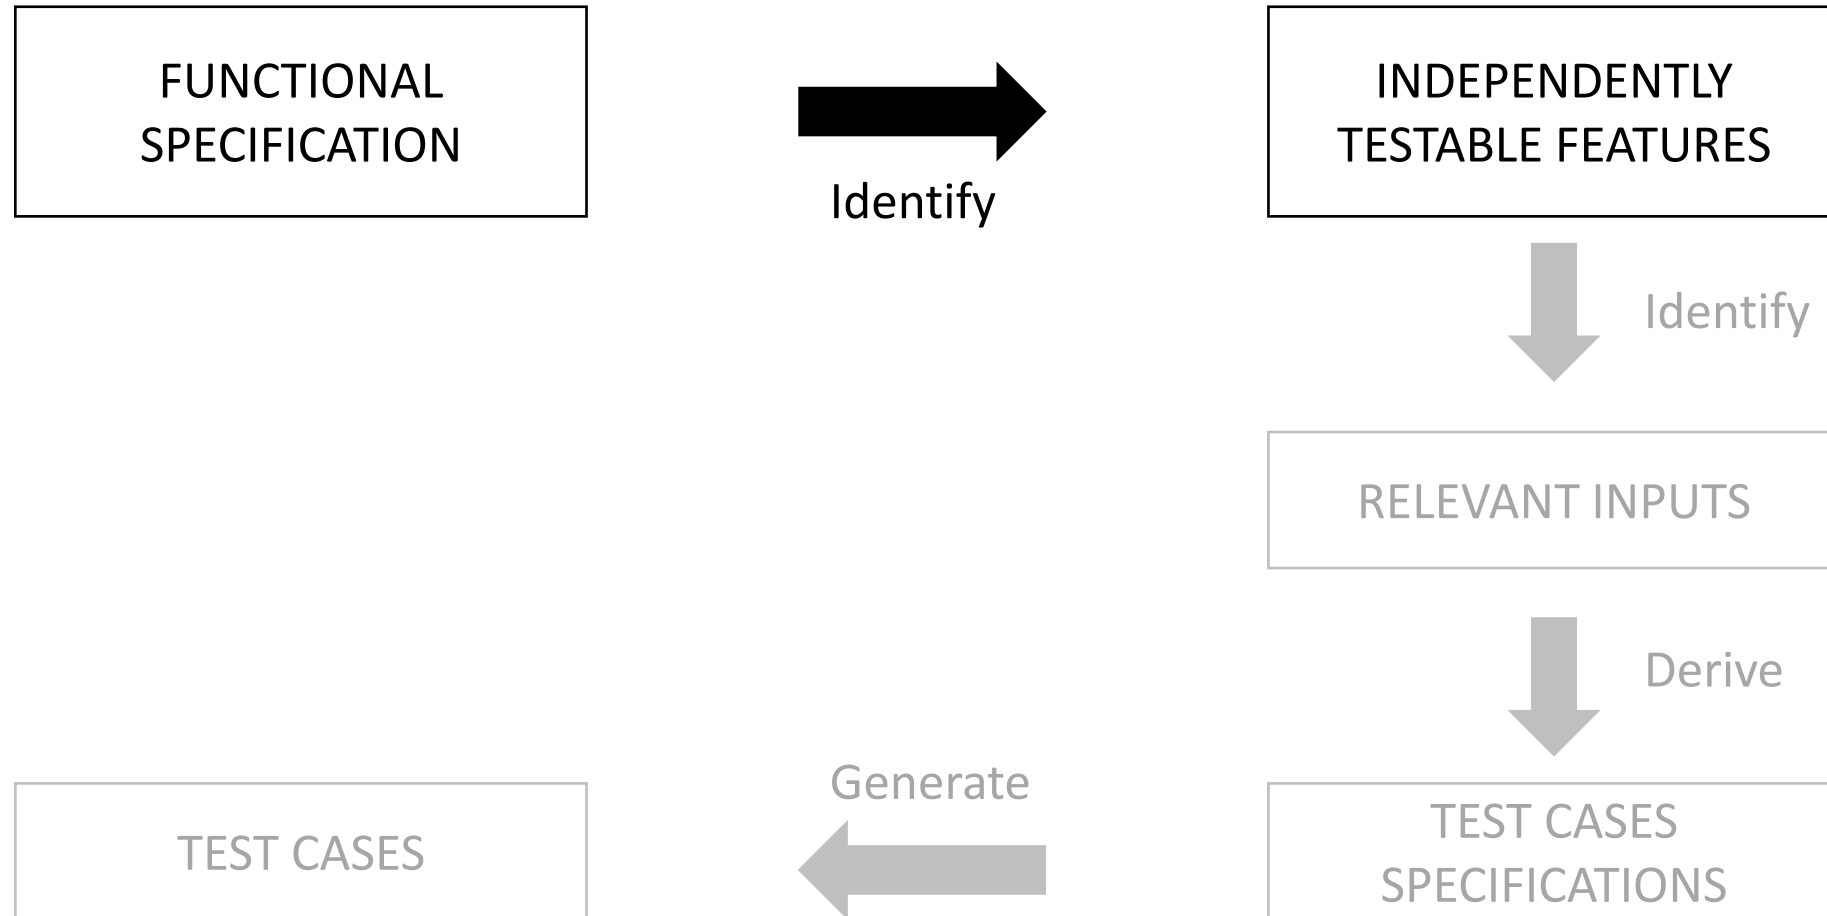 FUNCTIONAL
SPECIFICATION
Identify
INDEPENDENTLY
TESTABLE FEATURES
Identify
RELEVANT INPUTS
Derive
TEST CASES
SPECIFICATIONS
Generate
TEST CASES